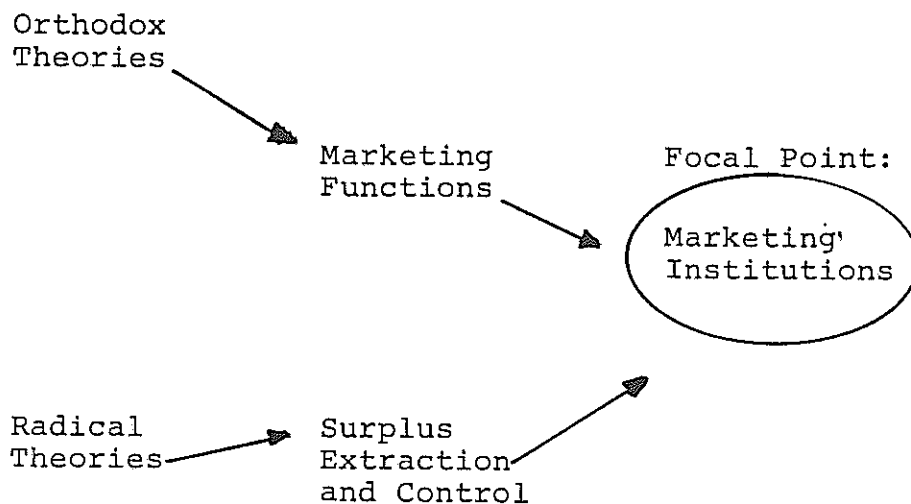 Orthodox
Theories
Marketing
Functions
Focal Point:
Marketing
Institutions
Radical
Theories
Surplus
Extraction
and Control